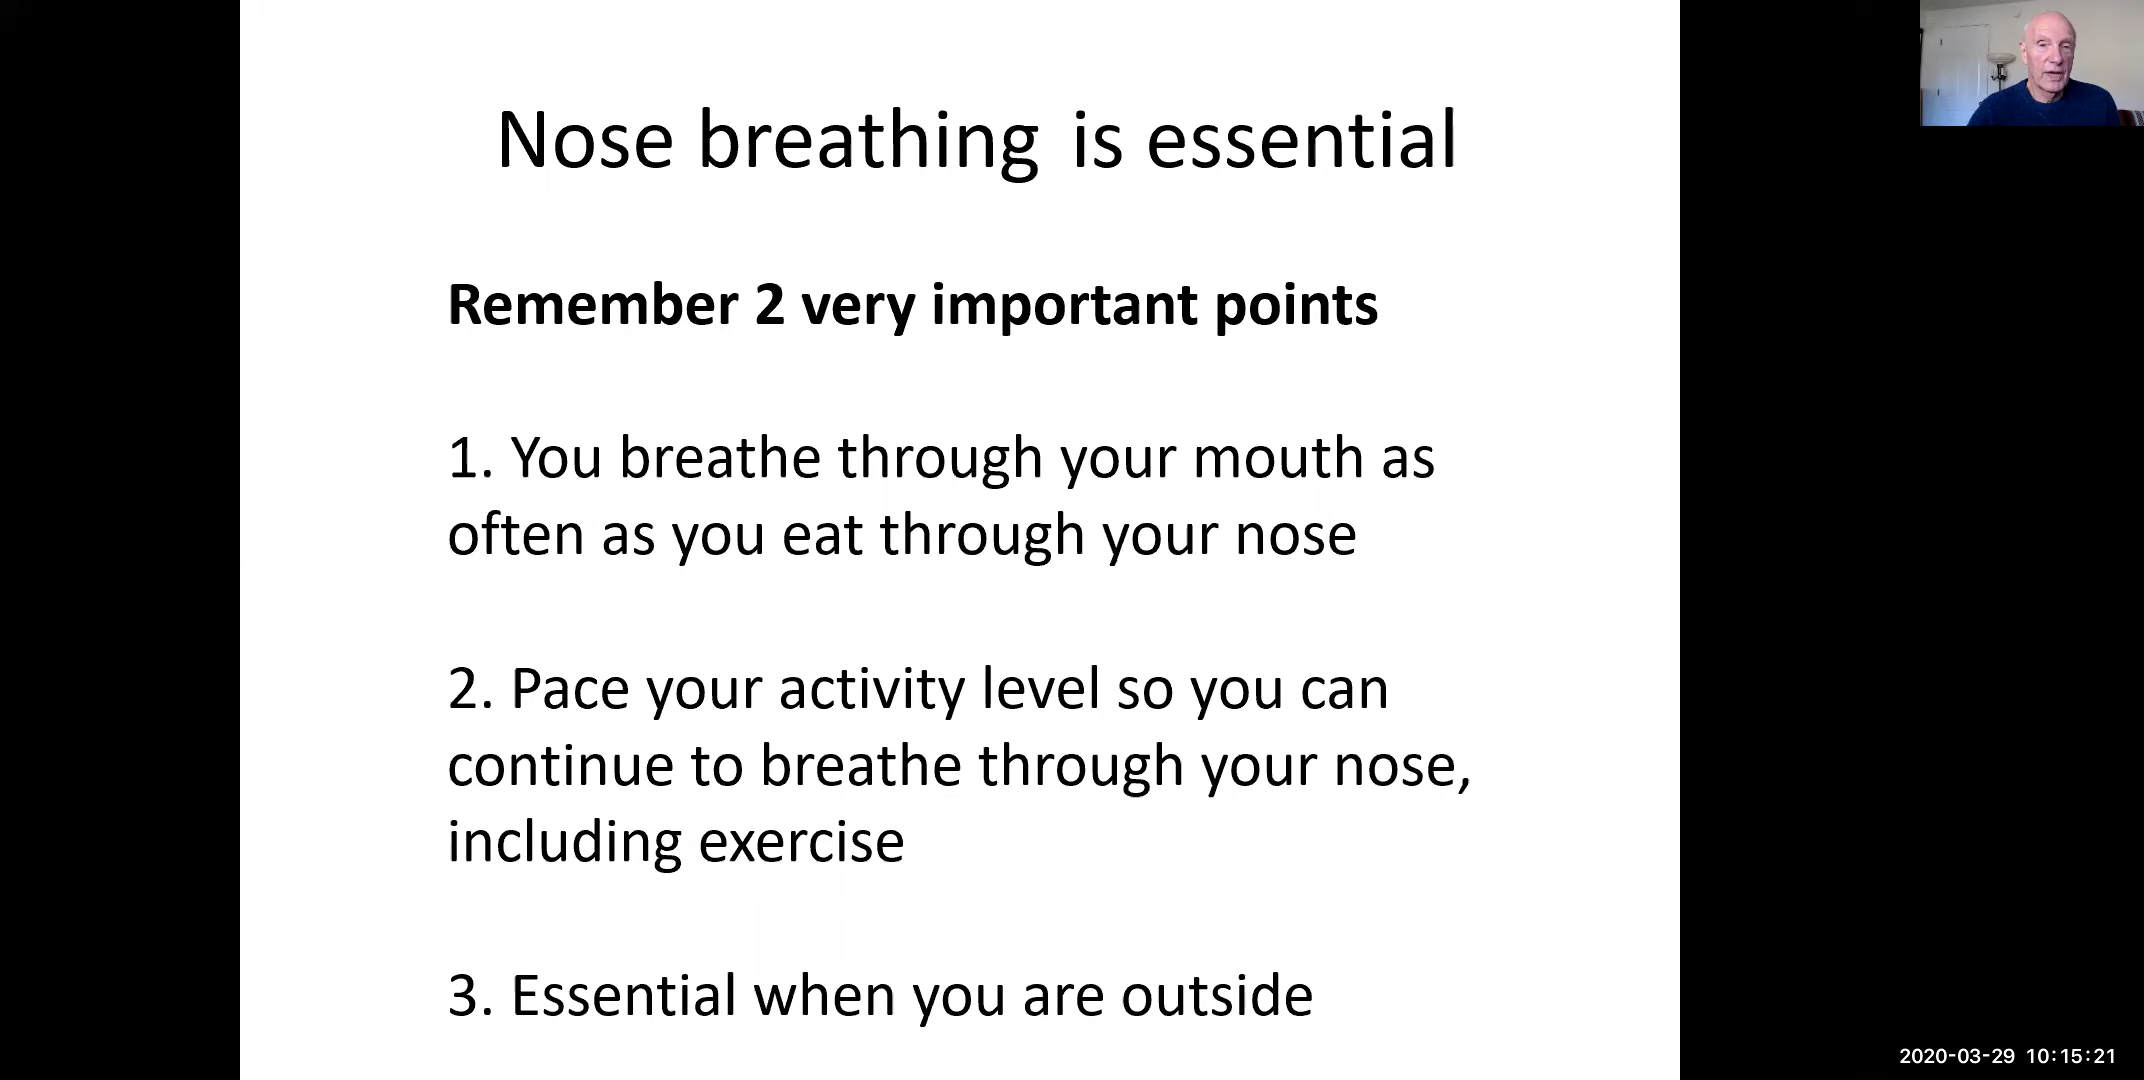 Nose breathing is essential
Remember 2 very important points
1. You breathe through your mouth as
often as you eat through your nose
2. Pace your activity level so you can
continue to breathe through your nose,
including exercise
3. Essential when you are outside
2020-03-29 10:15:21